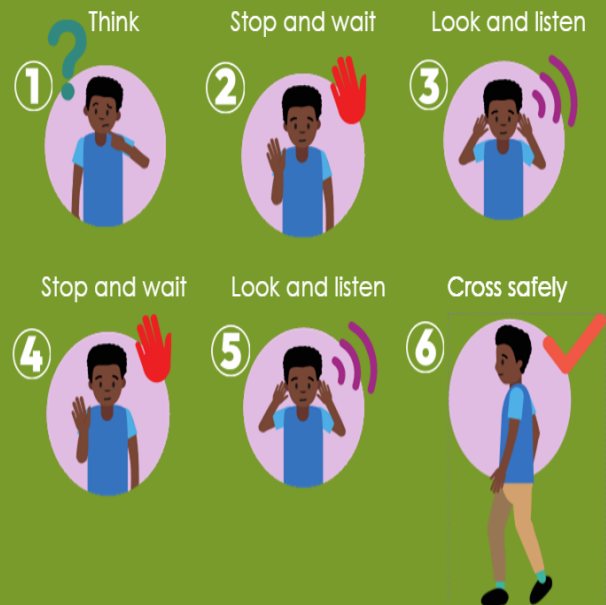 Think
Stop and wait
Look and listen
1
?
2
3
Stop and wait
Look and listen
Cross safely
4
5
6